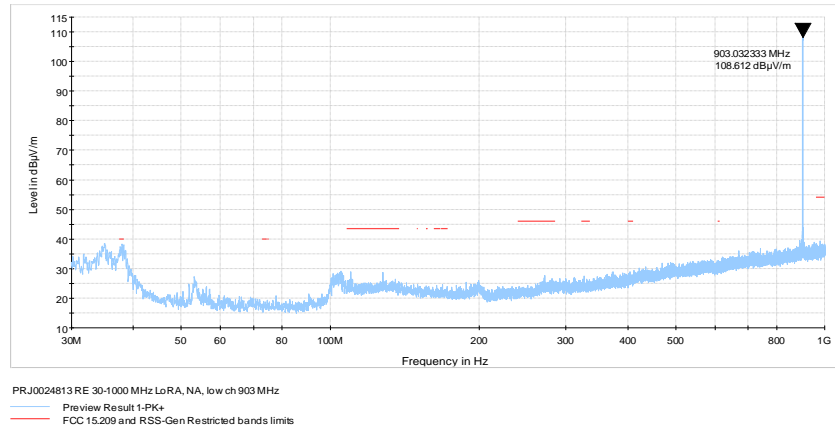 115
110
100
90
80
70
60
50
40
30
20
10
Level in dBµV/m
903.032333 MHz
108.612 dBµV/m
30M 50 60 80 100M 200 300 400 500 800 1G
Frequency in Hz
PRJ0024813 RE 30-1000 MHz LoRA, NA, low ch 903 MHz
Preview Result 1-PK+
FCC 15.209 and RSS-Gen Restricted bands limits